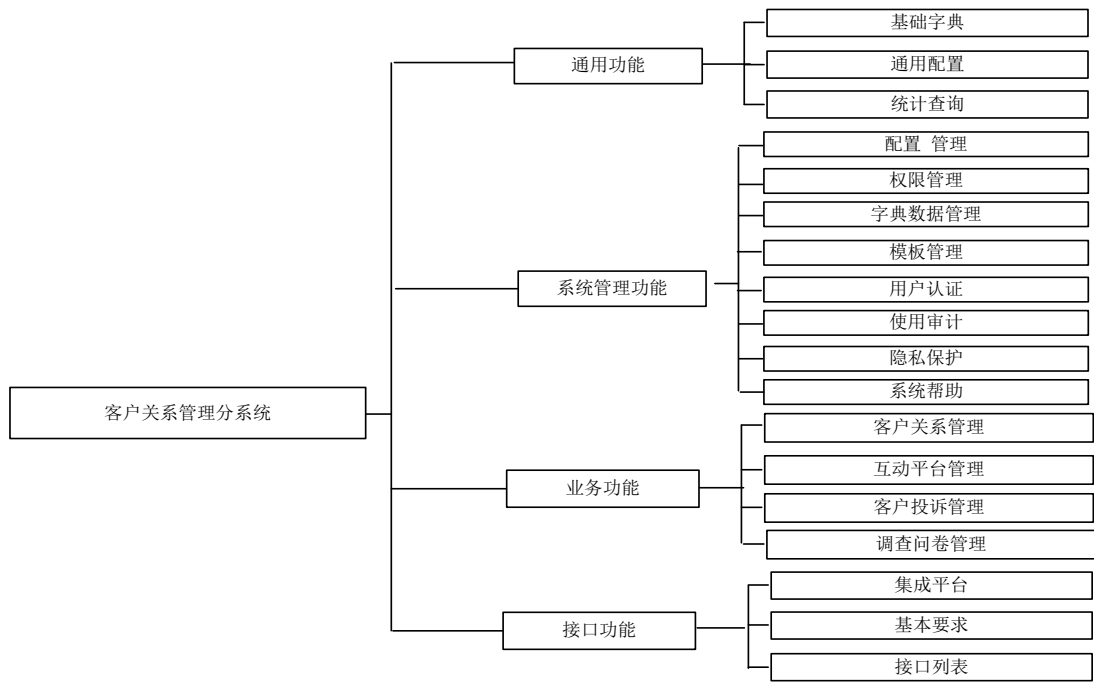 客户关系管理分系统
通用功能
基础字典
通用配置
统计查询
系统管理功能
配置 管理
权限管理
字典数据管理
模板管理
用户认证
使用审计
隐私保护
系统帮助
业务功能
客户关系管理
互动平台管理
客户投诉管理
调查问卷管理
接口功能
集成平台
基本要求
接口列表